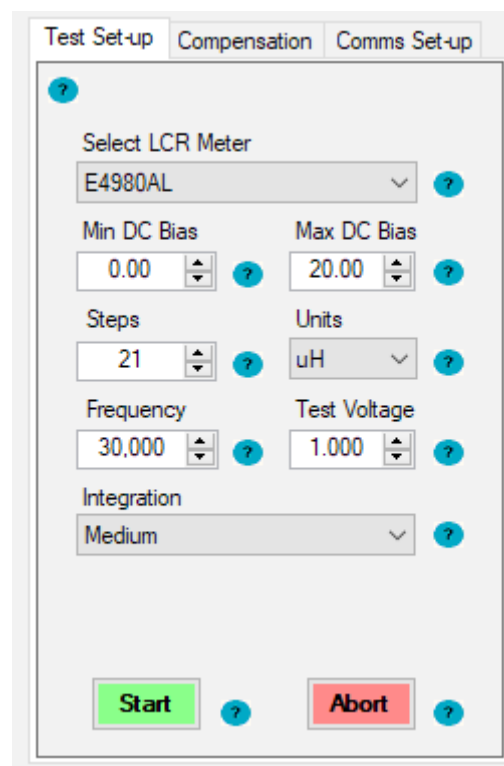 Test Set-up Compensation Comms Set-up
?
Select LCR Meter
E4980AL ?
Min DC Bias Max DC Bias
0.00 ? 20.00 ?
Steps Units
21 ? uH ?
Frequency Test Voltage
30,000 ? 1.000 ?
Integration
Medium ?
Start ? Abort ?